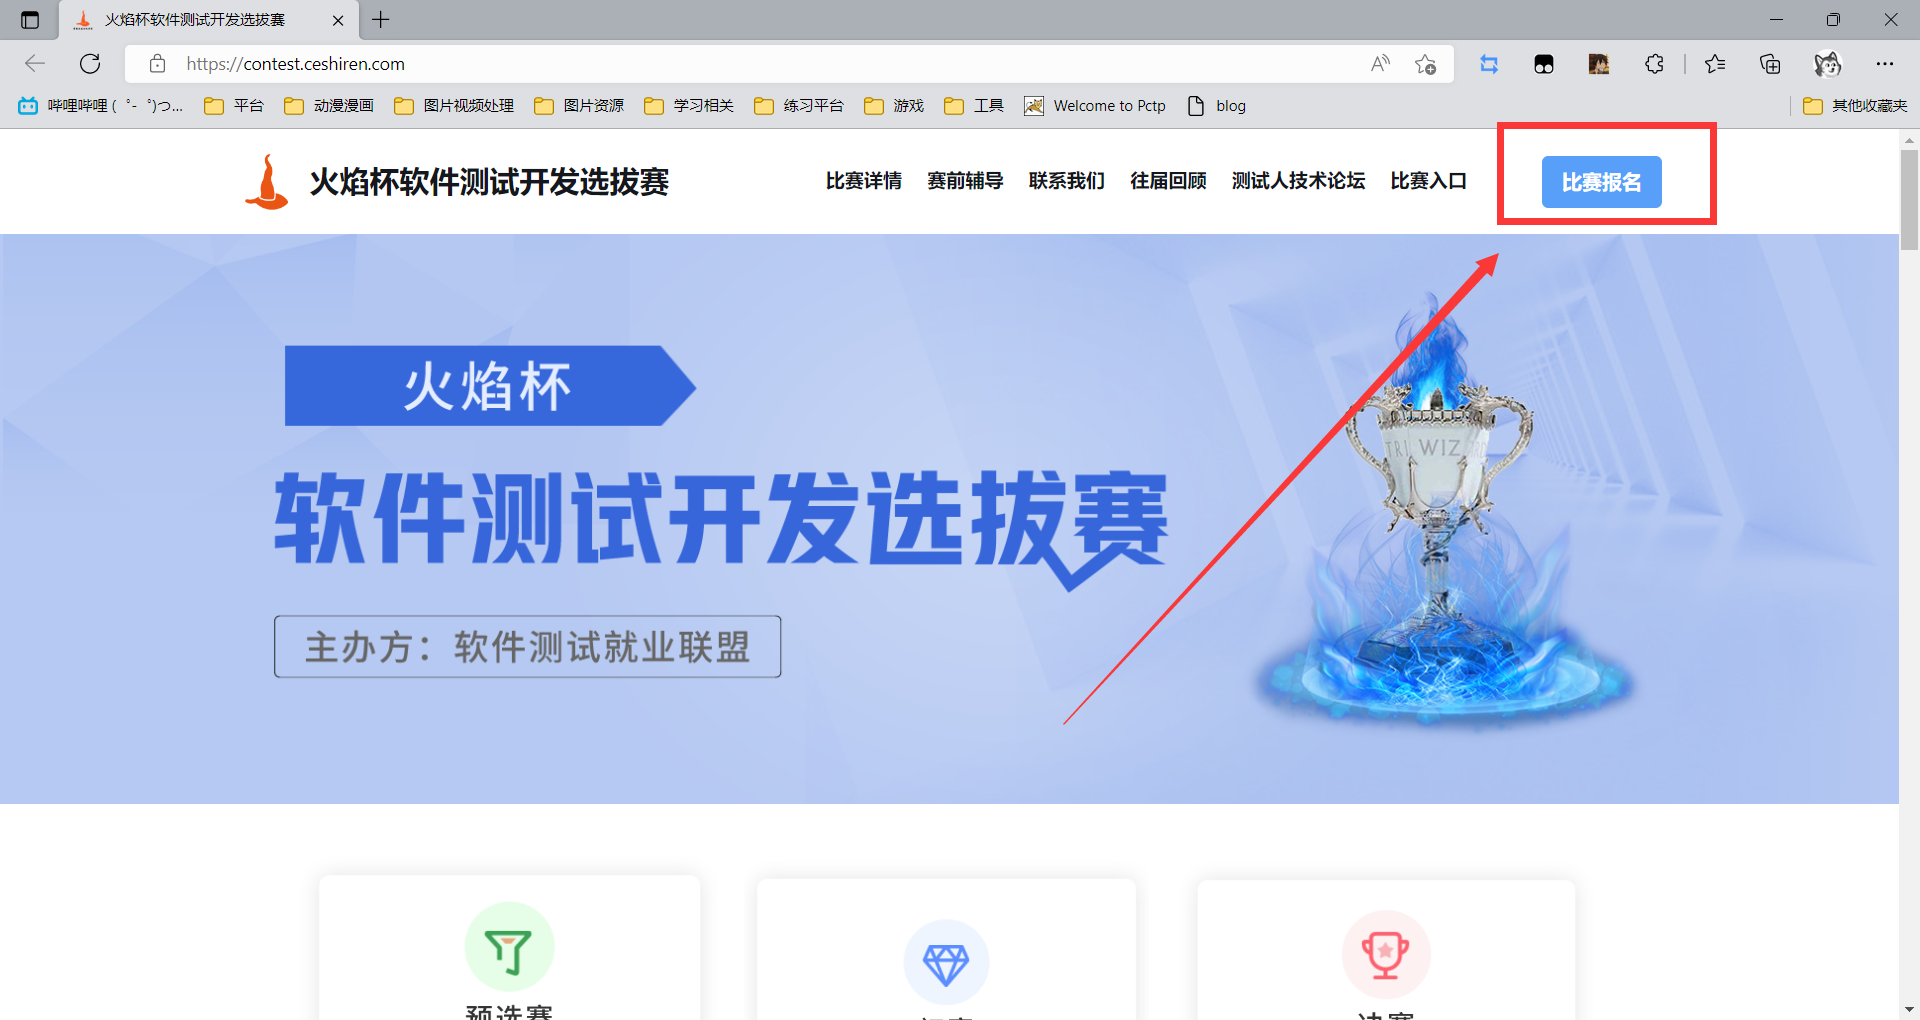 火焰杯软件测试开发选拔赛
https://contest.ceshiren.com
哔哩哔哩 (゜-゜)つ...
平台
动漫漫画
图片视频处理
图片资源
学习相关
练习平台
游戏
工具
Welcome to Pctp
blog
其他收藏夹
火焰杯软件测试开发选拔赛
比赛详情
赛前辅导
联系我们
往届回顾
测试人技术论坛
比赛入口
比赛报名
火焰杯
软件测试开发选拔赛
TRI WIZ
主办方：软件测试就业联盟
预选赛
决赛